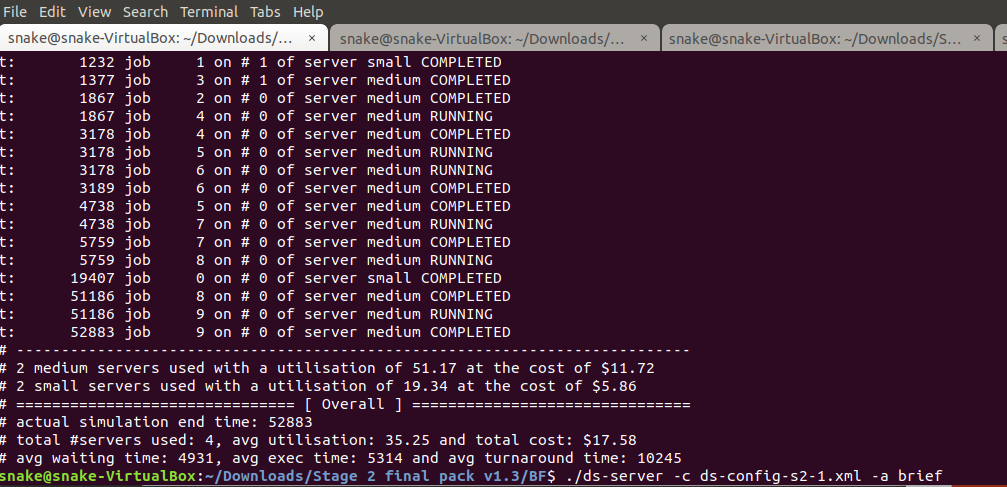 File Edit View Search Terminal Tabs Help
snake@snake-VirtualBox: ~/Downloads/... × snake@snake-VirtualBox: ~/Downloads/... × snake@snake-VirtualBox: ~/Downloads/S... × s
t: 1232 job 1 on # 1 of server small COMPLETED
t: 1377 job 3 on # 1 of server medium COMPLETED
t: 1867 job 2 on # 0 of server medium COMPLETED
t: 1867 job 4 on # 0 of server medium RUNNING
t: 3178 job 4 on # 0 of server medium COMPLETED
t: 3178 job 5 on # 0 of server medium RUNNING
t: 3178 job 6 on # 0 of server medium RUNNING
t: 3189 job 6 on # 0 of server medium COMPLETED
t: 4738 job 5 on # 0 of server medium COMPLETED
t: 4738 job 7 on # 0 of server medium RUNNING
t: 5759 job 7 on # 0 of server medium COMPLETED
t: 5759 job 8 on # 0 of server medium RUNNING
t: 19407 job 0 on # 0 of server small COMPLETED
t: 51186 job 8 on # 0 of server medium COMPLETED
t: 51186 job 9 on # 0 of server medium RUNNING
t: 52883 job 9 on # 0 of server medium COMPLETED
# ---------------------------------------------------------------------------
# 2 medium servers used with a utilisation of 51.17 at the cost of $11.72
# 2 small servers used with a utilisation of 19.34 at the cost of $5.86
# =============================== [ Overall ] ===============================
# actual simulation end time: 52883
# total #servers used: 4, avg utilisation: 35.25 and total cost: $17.58
# avg waiting time: 4931, avg exec time: 5314 and avg turnaround time: 10245
snake@snake-VirtualBox:~/Downloads/Stage 2 final pack v1.3/BF$ ./ds-server -c ds-config-s2-1.xml -a brief